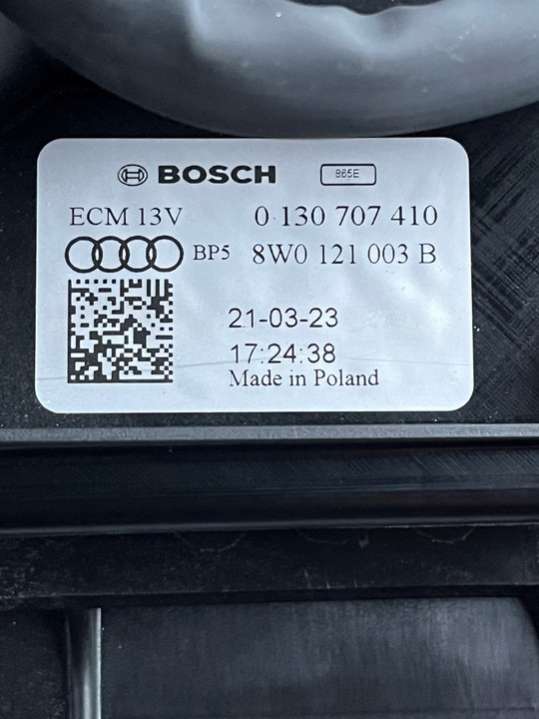 BOSCH 865E
ECM 13V 0 130 707 410
BP5 8W0 121 003 B
21-03-23
17:24:38
Made in Poland